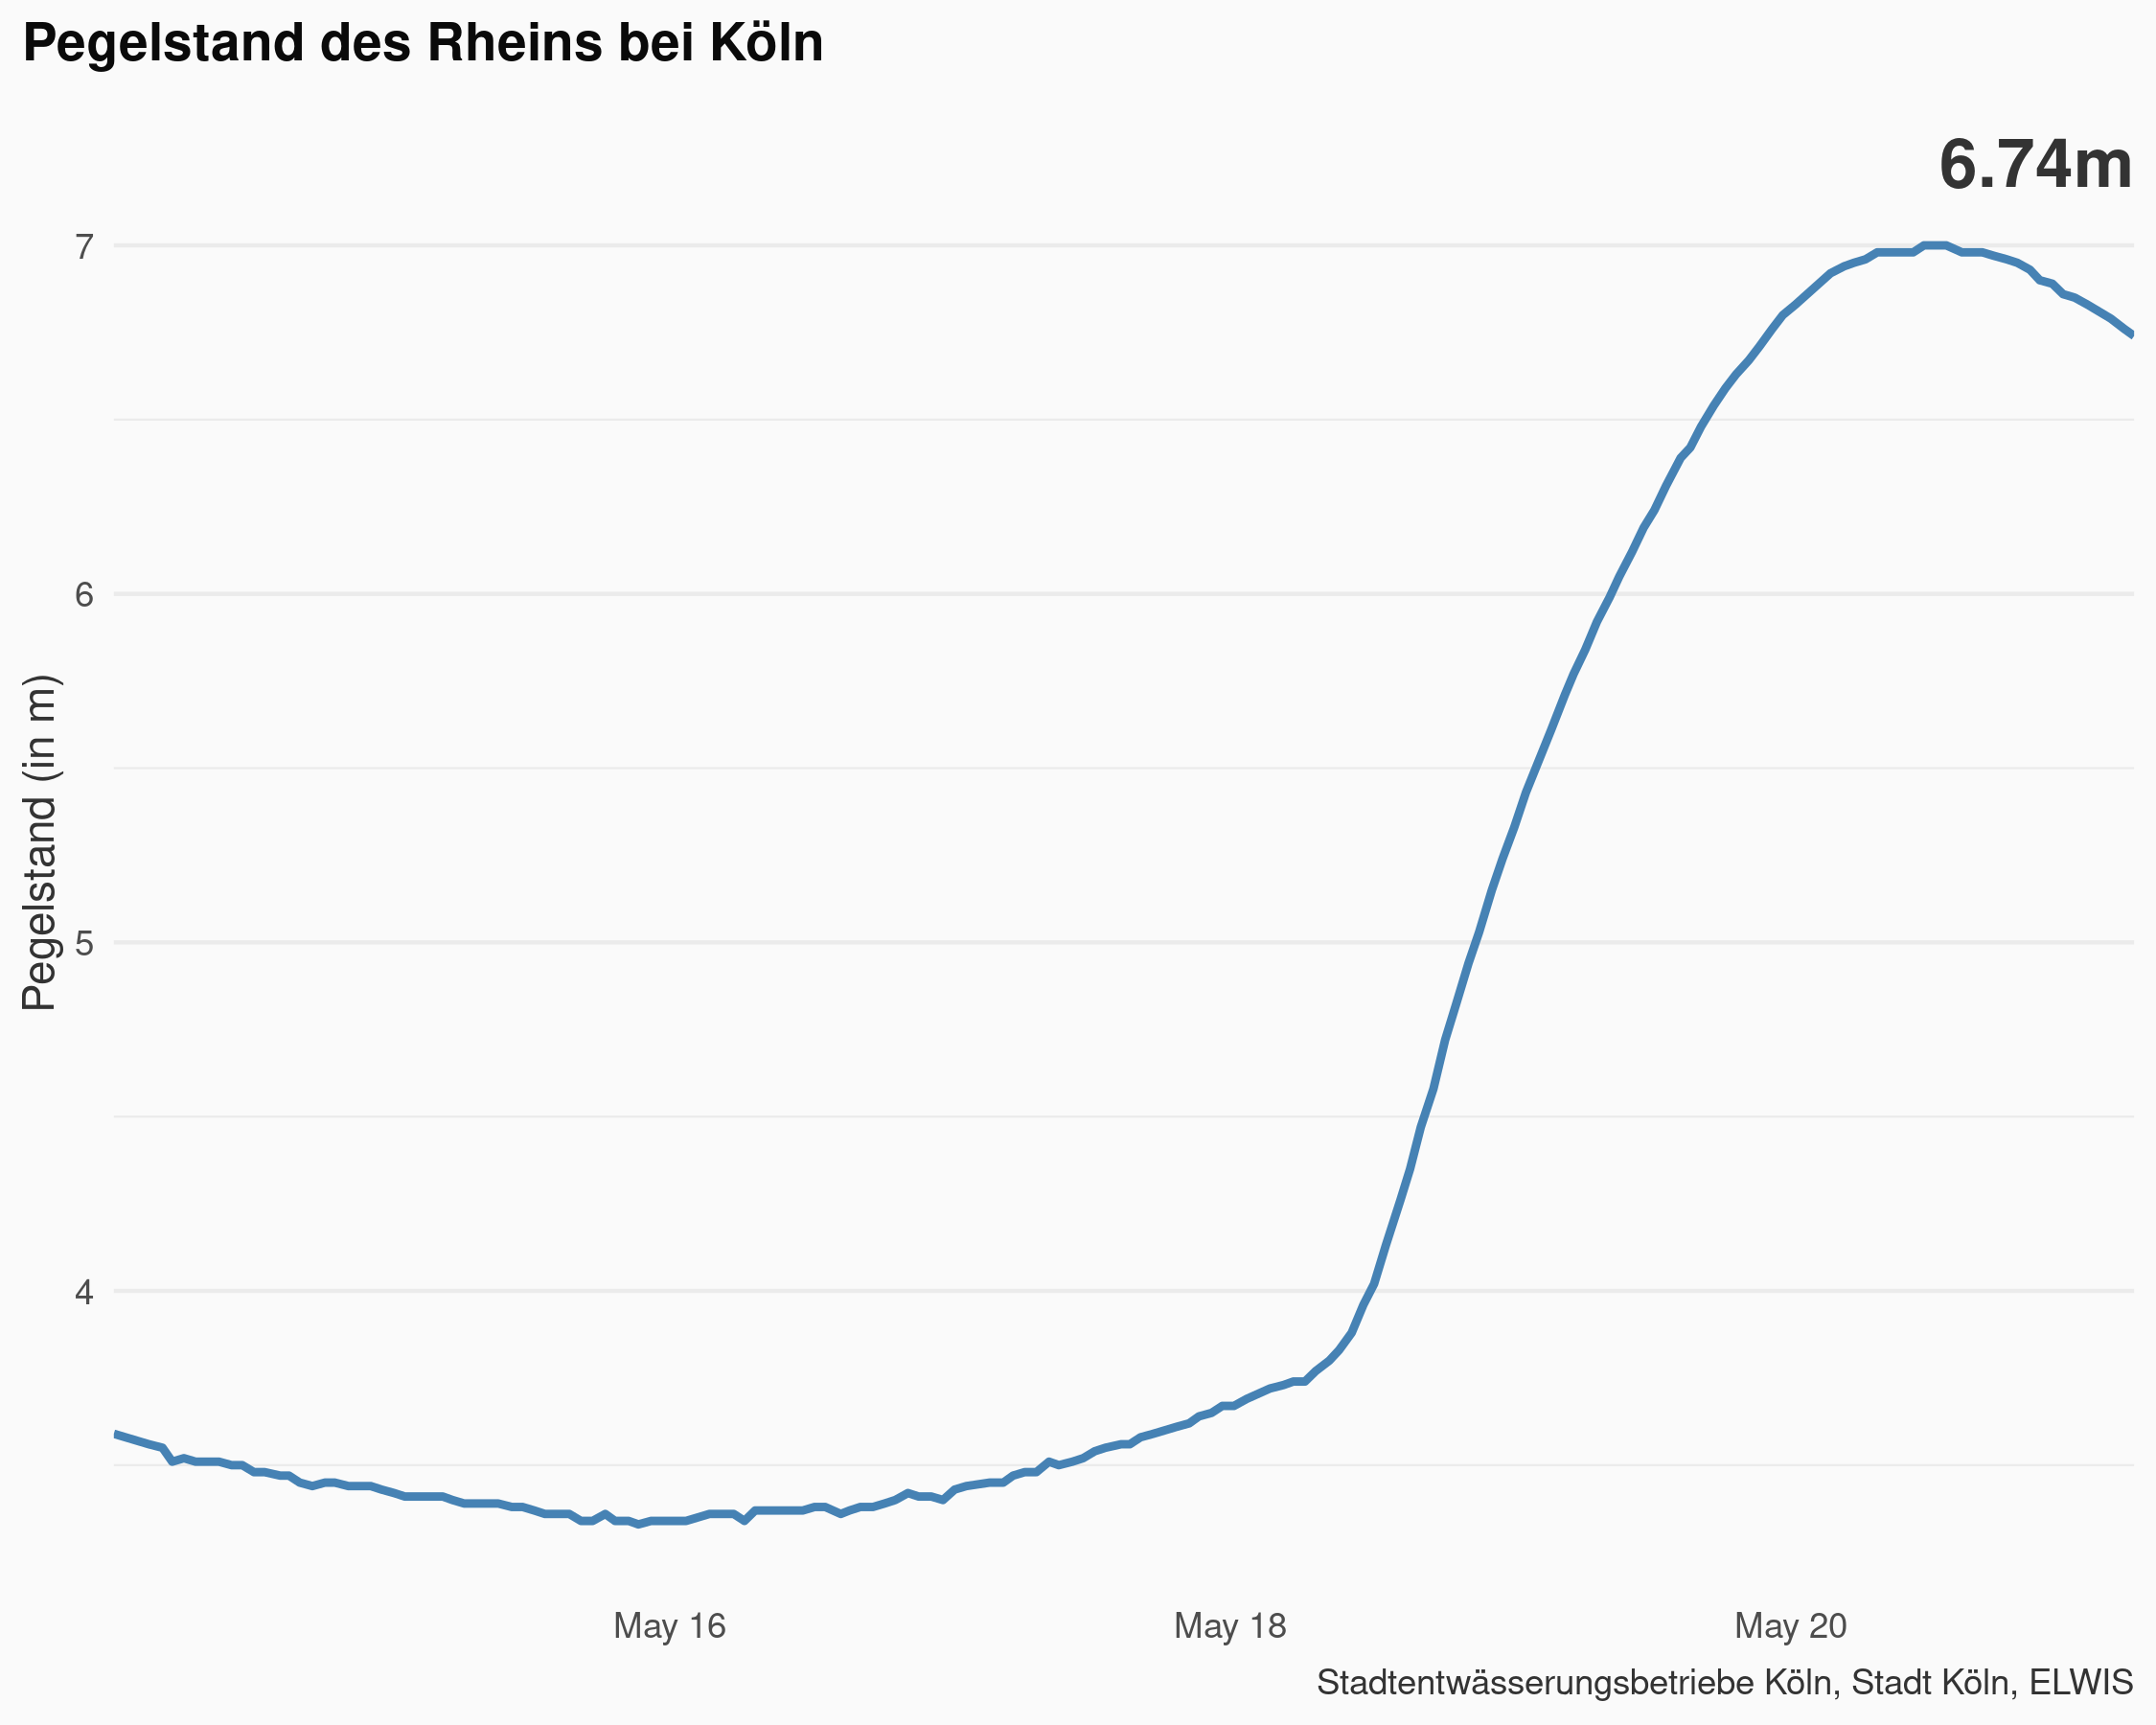 Pegelstand des Rheins bei Köln
6.74m
Pegelstand (in m)
7
6
5
4
May 16
May 18
May 20
Stadtentwässerungsbetriebe Köln, Stadt Köln, ELWIS